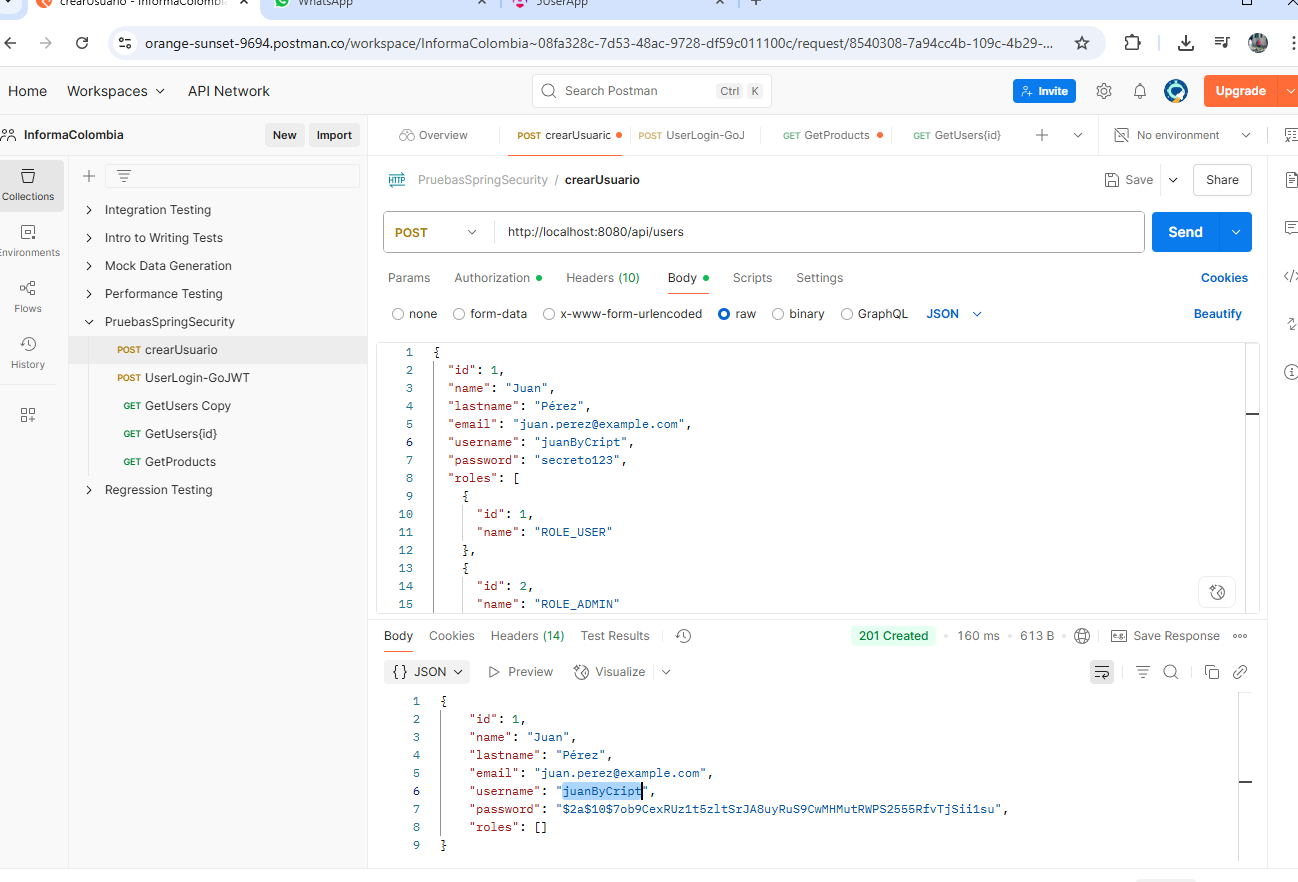 crearUsuario - InformaColombi
WhatsApp
5UserApp
orange-sunset-9694.postman.co/workspace/InformaColombia~08fa328c-7d53-48ac-9728-df59c011100c/request/8540308-7a94cc4b-109c-4b29-...
Home Workspaces API Network Search Postman Ctrl K Invite Upgrade
InformaColombia New Import Overview POST crearUsuaric POST UserLogin-GoJ GET GetProducts GET GetUsers{id} No environment
Collections
Environments
Flows
History
Integration Testing
Intro to Writing Tests
Mock Data Generation
Performance Testing
PruebasSpringSecurity
POST crearUsuario
POST UserLogin-GoJWT
GET GetUsers Copy
GET GetUsers{id}
GET GetProducts
Regression Testing
HTTP PruebasSpringSecurity / crearUsuario Save Share
POST http://localhost:8080/api/users Send
Params Authorization Headers (10) Body Scripts Settings Cookies
none form-data x-www-form-urlencoded raw binary GraphQL JSON Beautify
1 {
2 "id": 1,
3 "name": "Juan",
4 "lastname": "Pérez",
5 "email": "juan.perez@example.com",
6 "username": "juanByCript",
7 "password": "secreto123",
8 "roles": [
9 {
10 "id": 1,
11 "name": "ROLE_USER"
12 },
13 {
14 "id": 2,
15 "name": "ROLE_ADMIN"
Body Cookies Headers (14) Test Results 201 Created 160 ms 613 B e.g. Save Response
{} JSON Preview Visualize
1 {
2 "id": 1,
3 "name": "Juan",
4 "lastname": "Pérez",
5 "email": "juan.perez@example.com",
6 "username": "juanByCript",
7 "password": "$2a$10$7ob9CexRUz1t5zltSrJA8uyRuS9CwMHMutRWPS2555RfvTjSii1su",
8 "roles": []
9 }